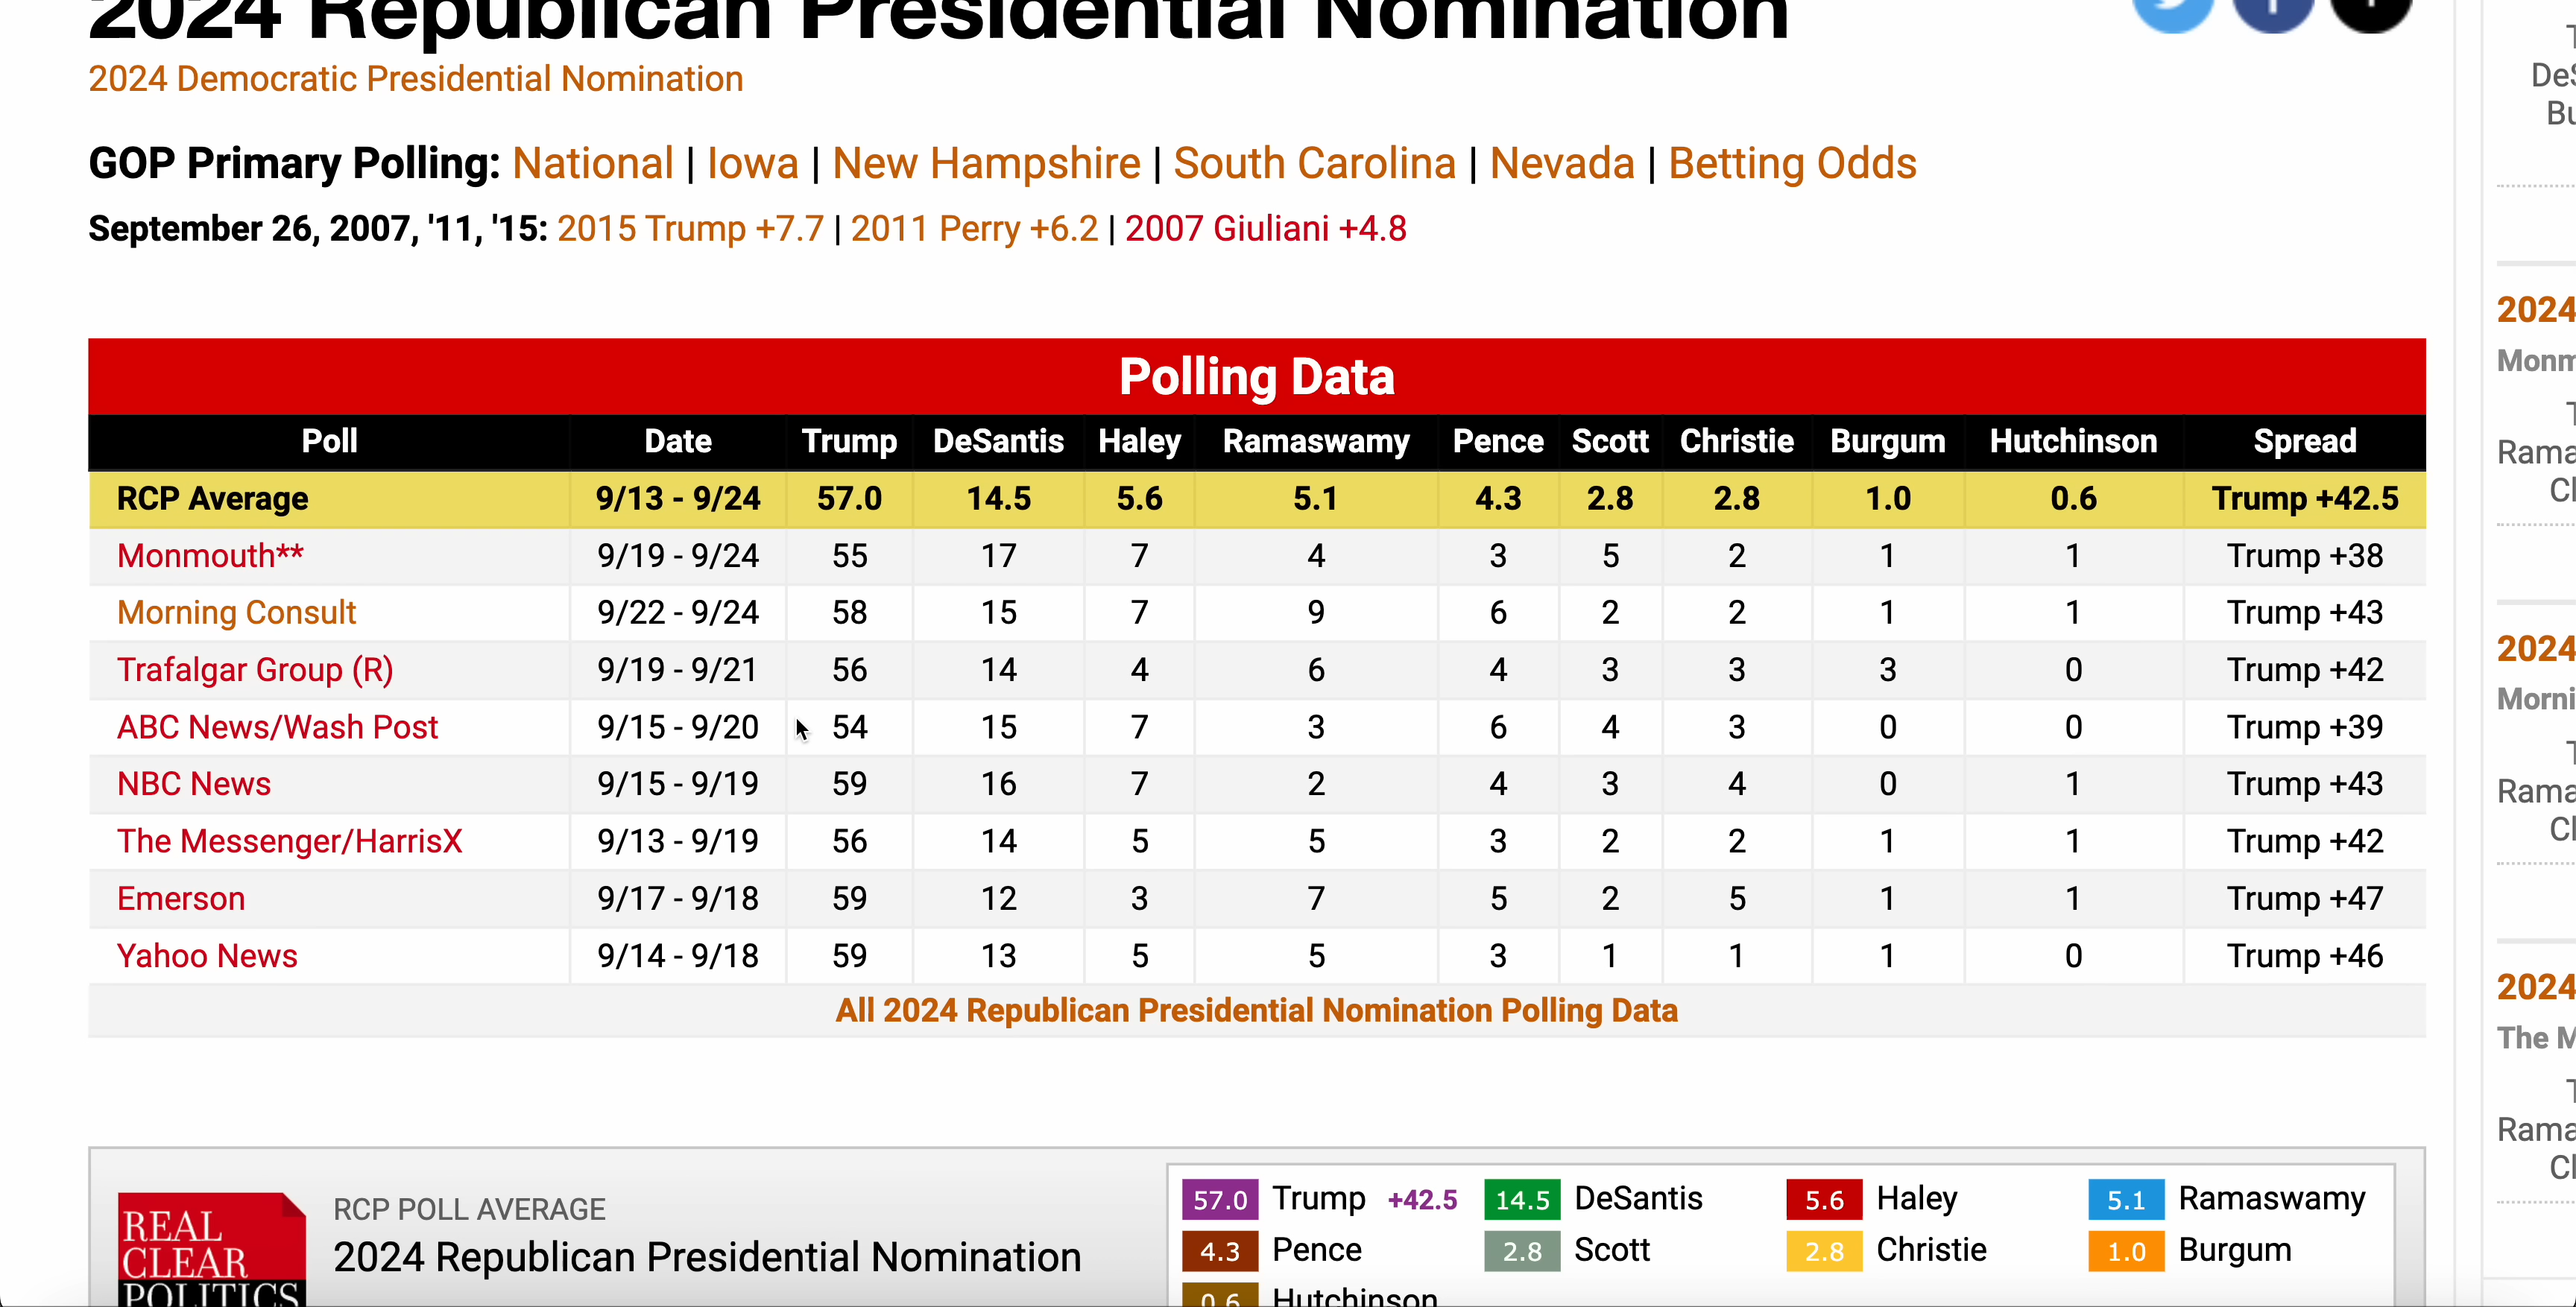 2024 Republican Presidential Nomination
2024 Democratic Presidential Nomination
GOP Primary Polling: National | Iowa | New Hampshire | South Carolina | Nevada | Betting Odds
September 26, 2007, '11, '15: 2015 Trump +7.7 | 2011 Perry +6.2 | 2007 Giuliani +4.8
Polling Data
Poll Date Trump DeSantis Haley Ramaswamy Pence Scott Christie Burgum Hutchinson Spread
RCP Average 9/13 - 9/24 57.0 14.5 5.6 5.1 4.3 2.8 2.8 1.0 0.6 Trump +42.5
Monmouth** 9/19 - 9/24 55 17 7 4 3 5 2 1 1 Trump +38
Morning Consult 9/22 - 9/24 58 15 7 9 6 2 2 1 1 Trump +43
Trafalgar Group (R) 9/19 - 9/21 56 14 4 6 4 3 3 3 0 Trump +42
ABC News/Wash Post 9/15 - 9/20 54 15 7 3 6 4 3 0 0 Trump +39
NBC News 9/15 - 9/19 59 16 7 2 4 3 4 0 1 Trump +43
The Messenger/HarrisX 9/13 - 9/19 56 14 5 5 3 2 2 1 1 Trump +42
Emerson 9/17 - 9/18 59 12 3 7 5 2 5 1 1 Trump +47
Yahoo News 9/14 - 9/18 59 13 5 5 3 1 1 1 0 Trump +46
All 2024 Republican Presidential Nomination Polling Data
REAL
CLEAR
POLITICS
RCP POLL AVERAGE
2024 Republican Presidential Nomination
57.0 Trump +42.5 14.5 DeSantis 5.6 Haley 5.1 Ramaswamy
4.3 Pence 2.8 Scott 2.8 Christie 1.0 Burgum
0.6 Hutchinson
2024
2024
2024
The